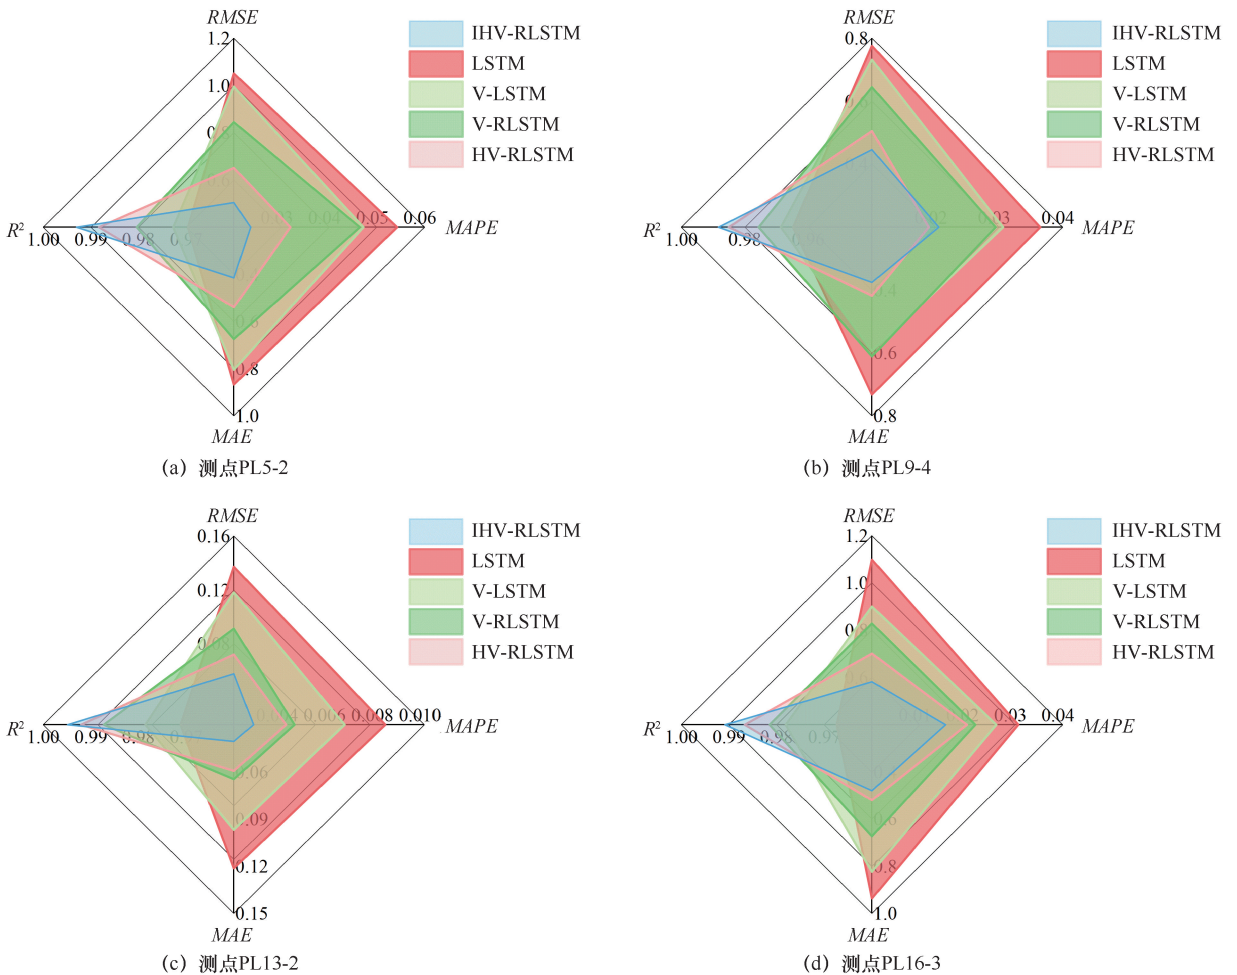 RMSE
1.2
1.0
0.8
0.6
IHV-RLSTM
LSTM
V-LSTM
V-RLSTM
HV-RLSTM
R² 1.00 0.99 0.98 0.97
0.03 0.04 0.05 0.06 MAPE
0.6
0.8
1.0
MAE
(a) 测点PL5-2
RMSE
0.8
IHV-RLSTM
LSTM
V-LSTM
V-RLSTM
HV-RLSTM
R² 1.00 0.98 0.96
0.02 0.03 0.04 MAPE
0.4
0.6
0.8
MAE
(b) 测点PL9-4
RMSE
0.16
0.12
0.08
IHV-RLSTM
LSTM
V-LSTM
V-RLSTM
HV-RLSTM
R² 1.00 0.99 0.98
0.004 0.006 0.008 0.010 MAPE
0.06
0.09
0.12
0.15
MAE
(c) 测点PL13-2
RMSE
1.2
1.0
0.8
IHV-RLSTM
LSTM
V-LSTM
V-RLSTM
HV-RLSTM
R² 1.00 0.99 0.98 0.97
0.02 0.03 0.04 MAPE
0.6
0.8
1.0
MAE
(d) 测点PL16-3